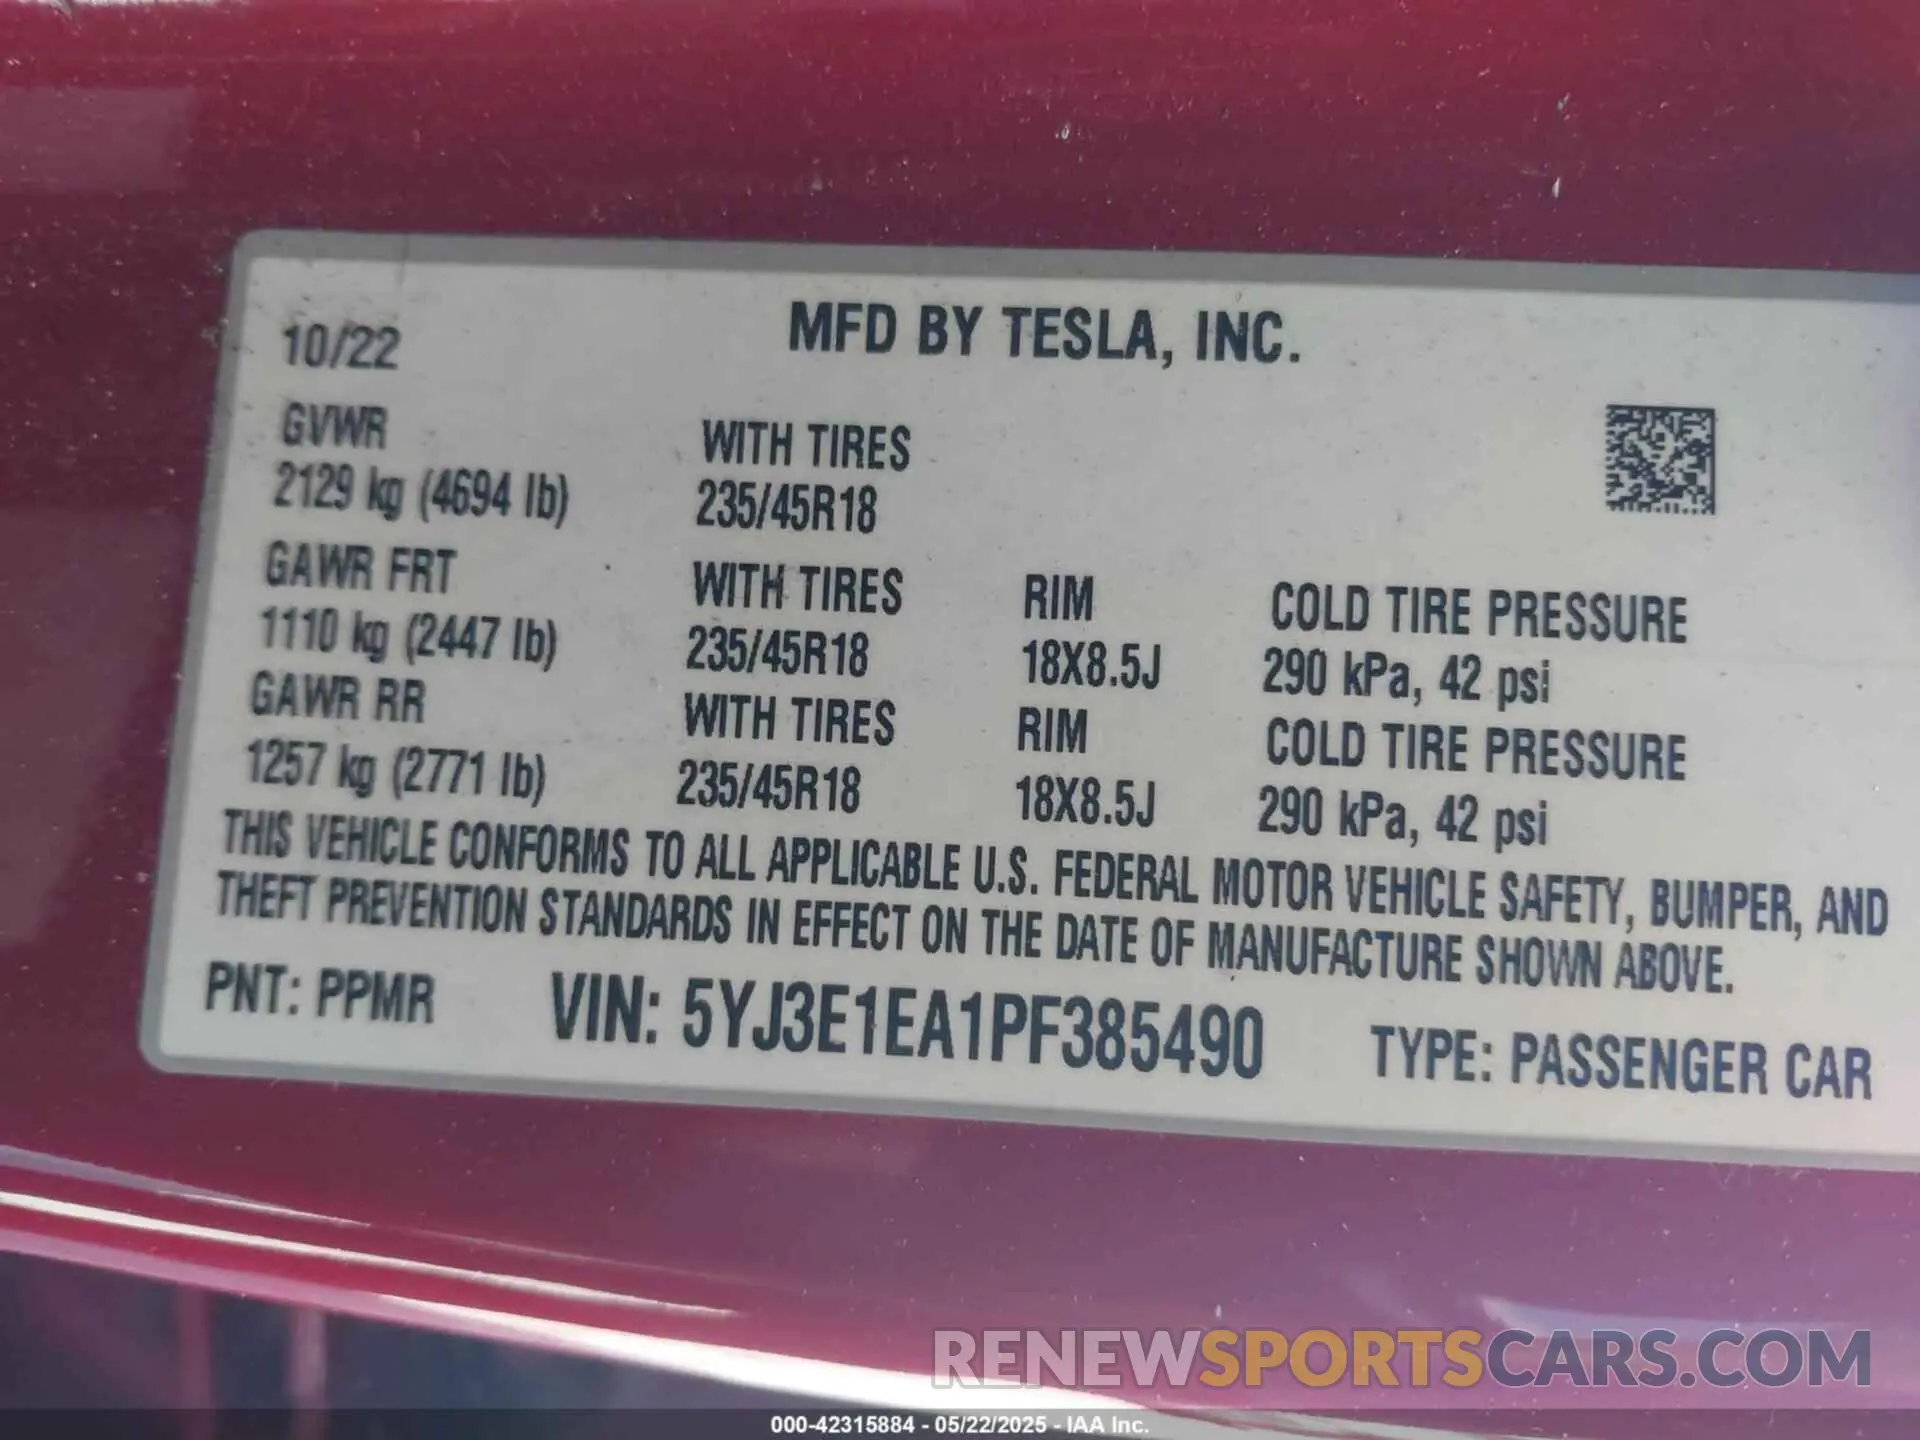 10/22 MFD BY TESLA, INC.
GVWR WITH TIRES
2129 kg (4694 lb) 235/45R18
GAWR FRT WITH TIRES RIM COLD TIRE PRESSURE
1110 kg (2447 lb) 235/45R18 18X8.5J 290 kPa, 42 psi
GAWR RR WITH TIRES RIM COLD TIRE PRESSURE
1257 kg (2771 lb) 235/45R18 18X8.5J 290 kPa, 42 psi
THIS VEHICLE CONFORMS TO ALL APPLICABLE U.S. FEDERAL MOTOR VEHICLE SAFETY, BUMPER, AND
THEFT PREVENTION STANDARDS IN EFFECT ON THE DATE OF MANUFACTURE SHOWN ABOVE.
PNT: PPMR VIN: 5YJ3E1EA1PF385490 TYPE: PASSENGER CAR
RENEWSPORTSCARS.COM
000-42315884 - 05/22/2025 - IAA Inc.